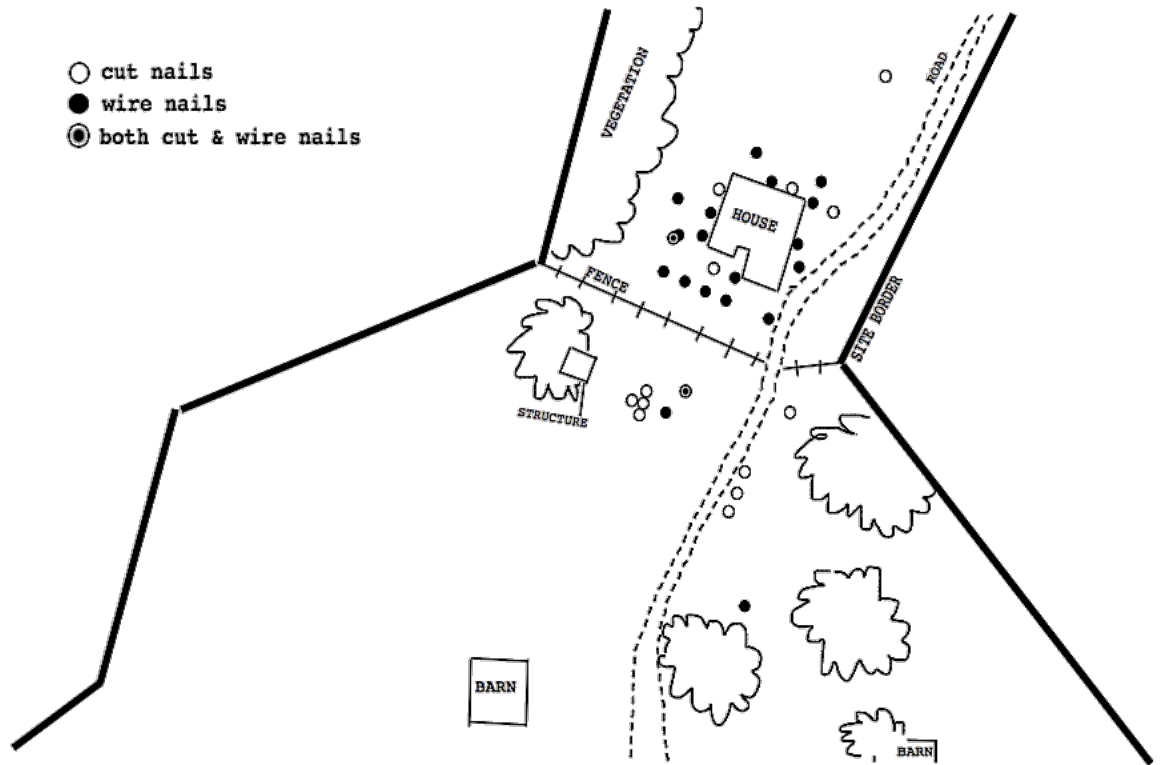 cut nails
wire nails
both cut & wire nails
VEGETATION
ROAD
HOUSE
FENCE
SITE BORDER
STRUCTURE
BARN
BARN